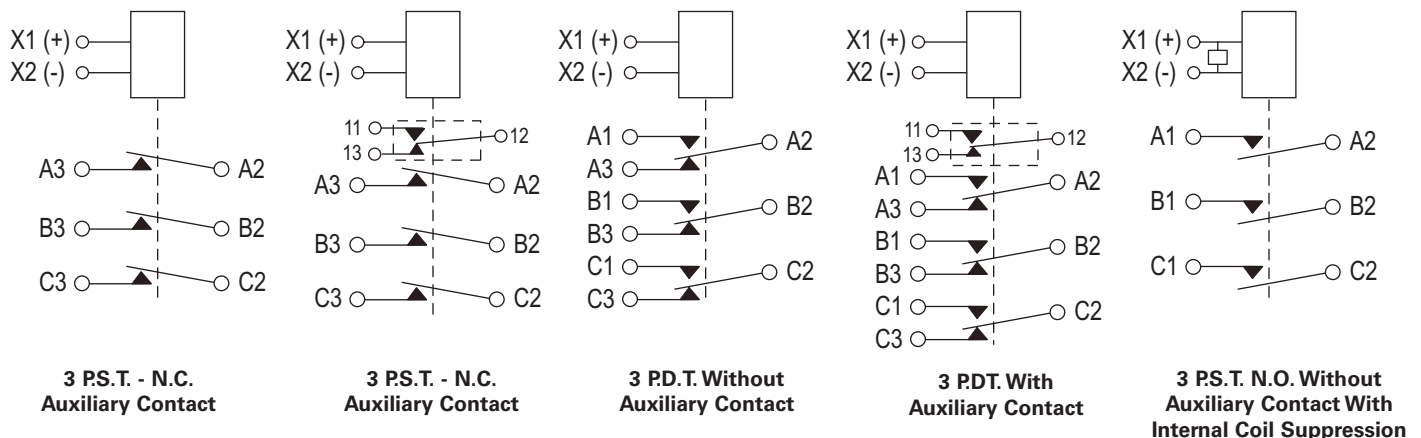 X1 (+)
X2 (-)
A3
A2
B3
B2
C3
C2
3 P.S.T. - N.C.
Auxiliary Contact
X1 (+)
X2 (-)
11
12
13
A3
A2
B3
B2
C3
C2
3 P.S.T. - N.C.
Auxiliary Contact
X1 (+)
X2 (-)
A1
A2
A3
B1
B2
B3
C1
C2
C3
3 P.D.T. Without
Auxiliary Contact
X1 (+)
X2 (-)
11
12
13
A1
A2
A3
B1
B2
B3
C1
C2
C3
3 P.DT. With
Auxiliary Contact
X1 (+)
X2 (-)
A1
A2
B1
B2
C1
C2
3 P.S.T. N.O. Without
Auxiliary Contact With
Internal Coil Suppression